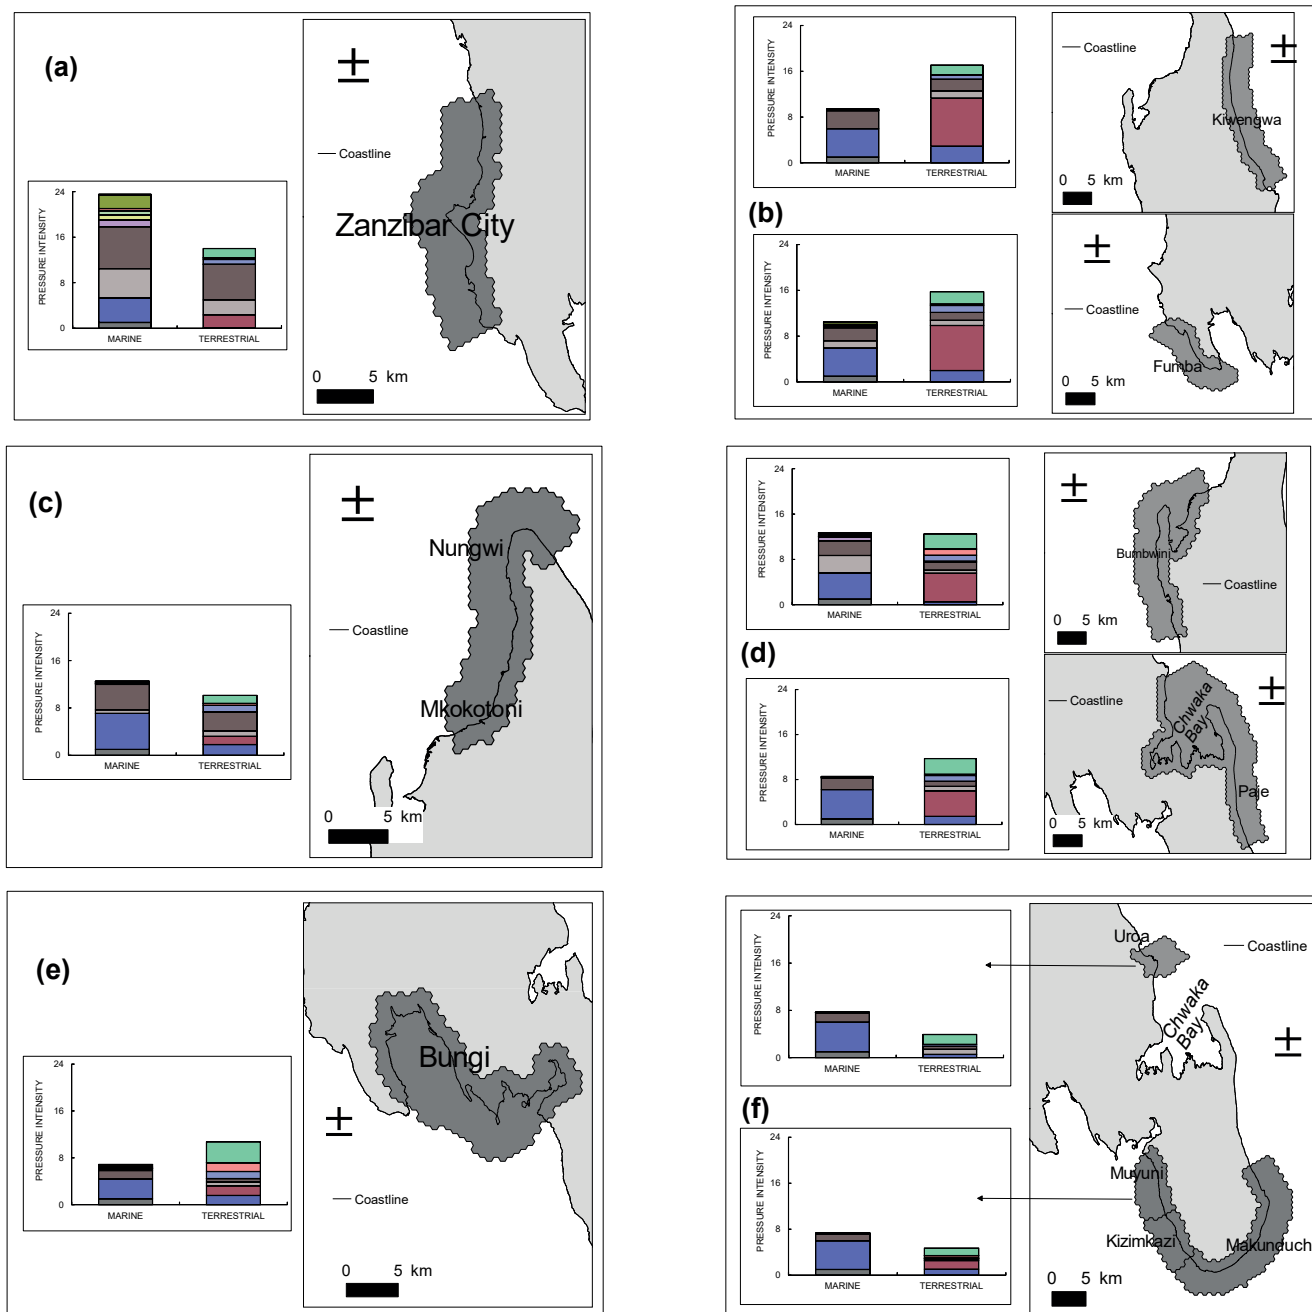 (a)
Coastline
Zanzibar City
0 5 km
24
16
8
0
PRESSURE INTENSITY
MARINE TERRESTRIAL
(b)
24
16
8
0
PRESSURE INTENSITY
MARINE TERRESTRIAL
Coastline
Kiwengwa
0 5 km
24
16
8
0
PRESSURE INTENSITY
MARINE TERRESTRIAL
Coastline
Fumba
0 5 km
(c)
Nungwi
Coastline
Mkokotoni
0 5 km
24
16
8
0
PRESSURE INTENSITY
MARINE TERRESTRIAL
(d)
24
16
8
0
PRESSURE INTENSITY
MARINE TERRESTRIAL
Bumbwini
Coastline
0 5 km
24
16
8
0
PRESSURE INTENSITY
MARINE TERRESTRIAL
Coastline
Chwaka
Bay
Paje
0 5 km
(e)
Bungi
Coastline
0 5 km
24
16
8
0
PRESSURE INTENSITY
MARINE TERRESTRIAL
(f)
24
16
8
0
PRESSURE INTENSITY
MARINE TERRESTRIAL
Uroa
Coastline
Chwaka
Bay
24
16
8
0
PRESSURE INTENSITY
MARINE TERRESTRIAL
Muyuni
Kizimkazi
Makunduch
0 5 km